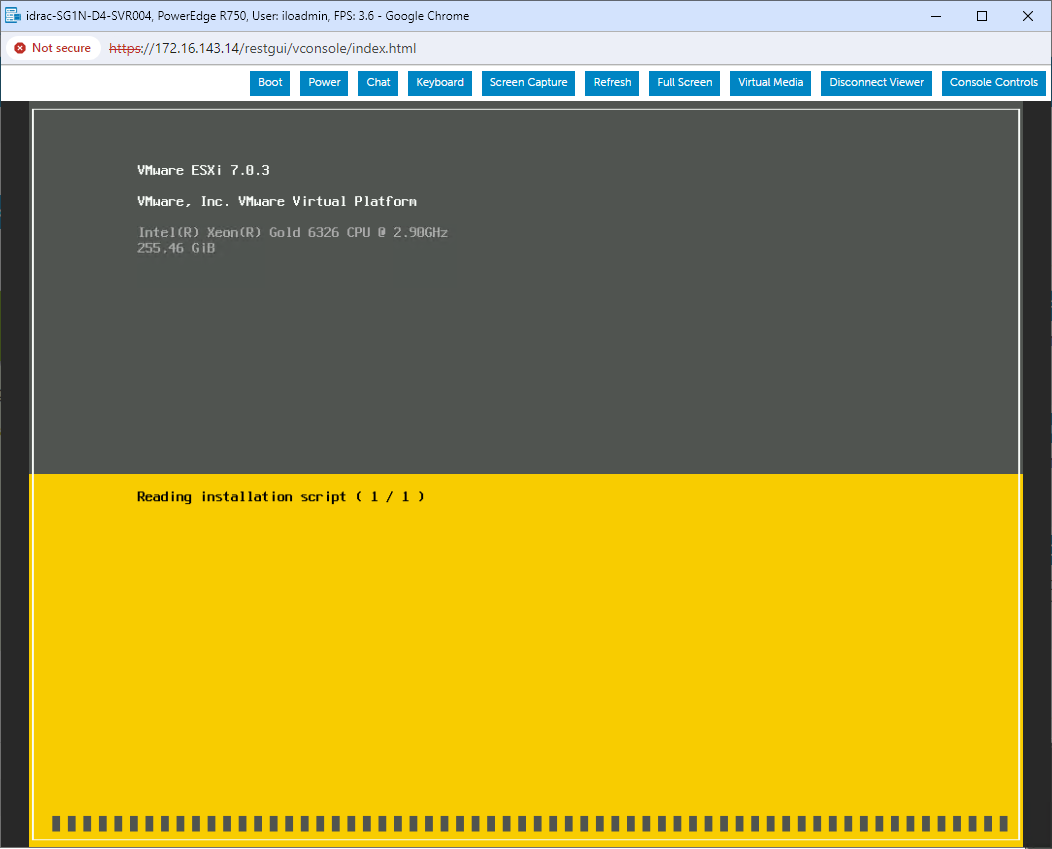 idrac-SG1N-D4-SVR004, PowerEdge R750, User: iloadmin, FPS: 3.6 - Google Chrome
Not secure https://172.16.143.14/restgui/vconsole/index.html
Boot Power Chat Keyboard Screen Capture Refresh Full Screen Virtual Media Disconnect Viewer Console Controls
VMware ESXi 7.0.3
VMware, Inc. VMware Virtual Platform
Intel(R) Xeon(R) Gold 6326 CPU @ 2.90GHz
255.46 GiB
Reading installation script ( 1 / 1 )